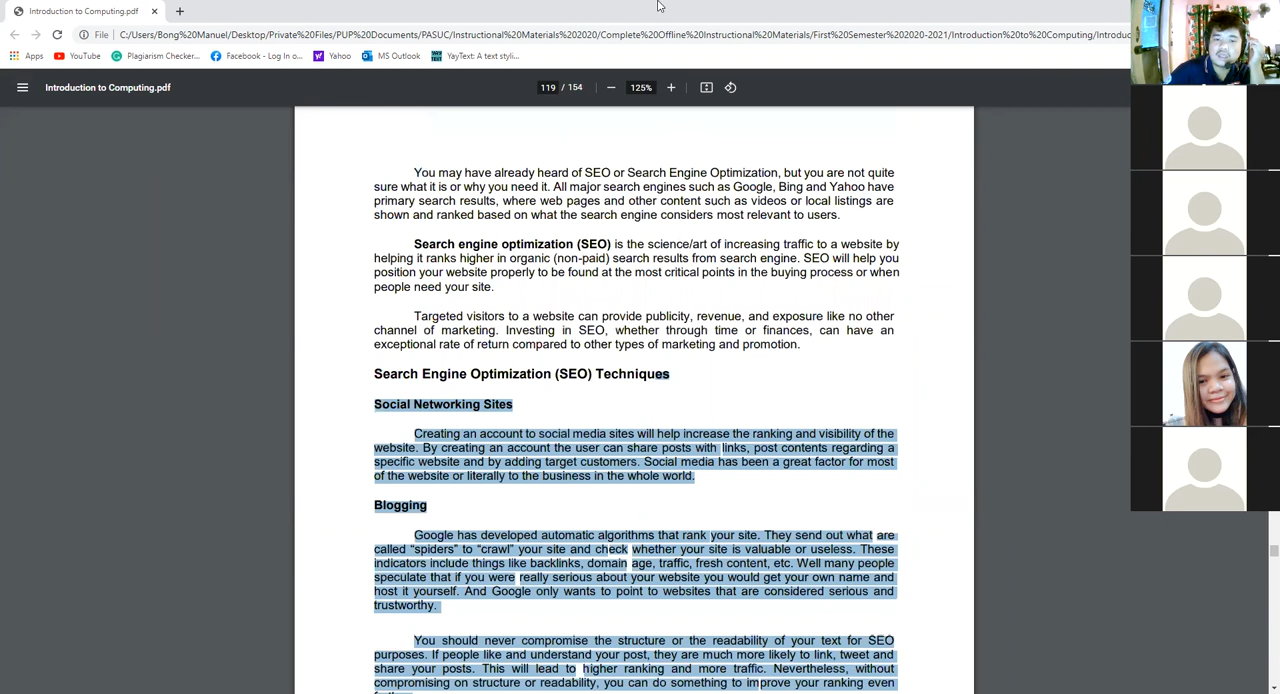 Introduction to Computing.pdf
File
C:/Users/Bong%20Manuel/Desktop/Private%20Files/PUP%20Documents/PASUC/Instructional%20Materials%202020/Complete%20Offline%20Instructional%20Materials/First%20Semester%202020-2021/Introduction%20to%20Computing/Introduc
Apps YouTube Plagiarism Checker... Facebook - Log In o... Yahoo MS Outlook YayText: A text styli...
Introduction to Computing.pdf 119 / 154 125%
You may have already heard of SEO or Search Engine Optimization, but you are not quite
sure what it is or why you need it. All major search engines such as Google, Bing and Yahoo have
primary search results, where web pages and other content such as videos or local listings are
shown and ranked based on what the search engine considers most relevant to users.
Search engine optimization (SEO) is the science/art of increasing traffic to a website by
helping it ranks higher in organic (non-paid) search results from search engine. SEO will help you
position your website properly to be found at the most critical points in the buying process or when
people need your site.
Targeted visitors to a website can provide publicity, revenue, and exposure like no other
channel of marketing. Investing in SEO, whether through time or finances, can have an
exceptional rate of return compared to other types of marketing and promotion.
Search Engine Optimization (SEO) Techniques
Social Networking Sites
Creating an account to social media sites will help increase the ranking and visibility of the
website. By creating an account the user can share posts with links, post contents regarding a
specific website and by adding target customers. Social media has been a great factor for most
of the website or literally to the business in the whole world.
Blogging
Google has developed automatic algorithms that rank your site. They send out what are
called “spiders” to “crawl” your site and check whether your site is valuable or useless. These
indicators include things like backlinks, domain age, traffic, fresh content, etc. Well many people
speculate that if you were really serious about your website you would get your own name and
host it yourself. And Google only wants to point to websites that are considered serious and
trustworthy.
You should never compromise the structure or the readability of your text for SEO
purposes. If people like and understand your post, they are much more likely to link, tweet and
share your posts. This will lead to higher ranking and more traffic. Nevertheless, without
compromising on structure or readability, you can do something to improve your ranking even